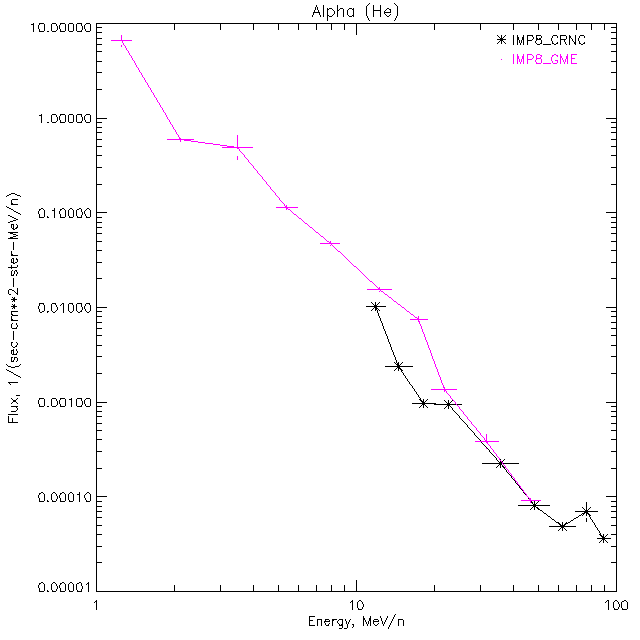 Alpha (He)
10.00000
1.00000
0.10000
0.01000
0.00100
0.00010
0.00001
Flux, 1/(sec-cm**2-ster-MeV/n)
IMP8_CRNC
IMP8_GME
1
10
100
Energy, MeV/n